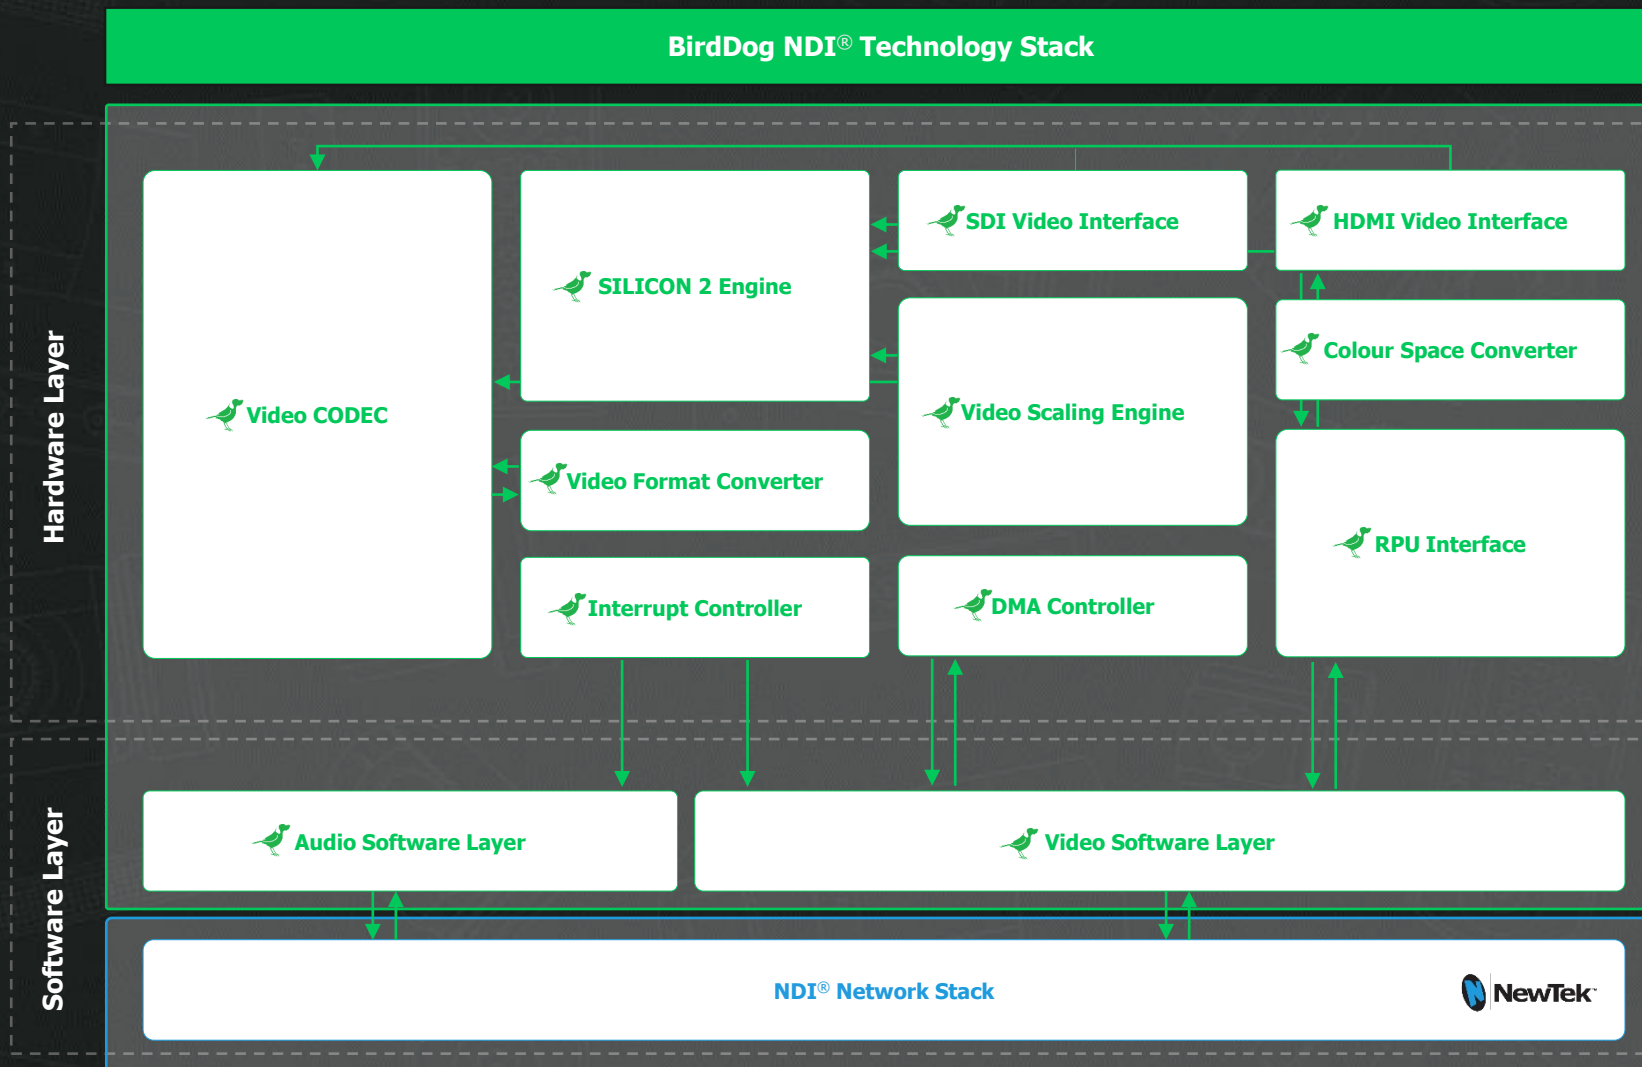 BirdDog NDI® Technology Stack
Hardware Layer
Video CODEC
SILICON 2 Engine
SDI Video Interface
HDMI Video Interface
Colour Space Converter
Video Scaling Engine
Video Format Converter
RPU Interface
Interrupt Controller
DMA Controller
Software Layer
Audio Software Layer
Video Software Layer
NDI® Network Stack
NewTek™